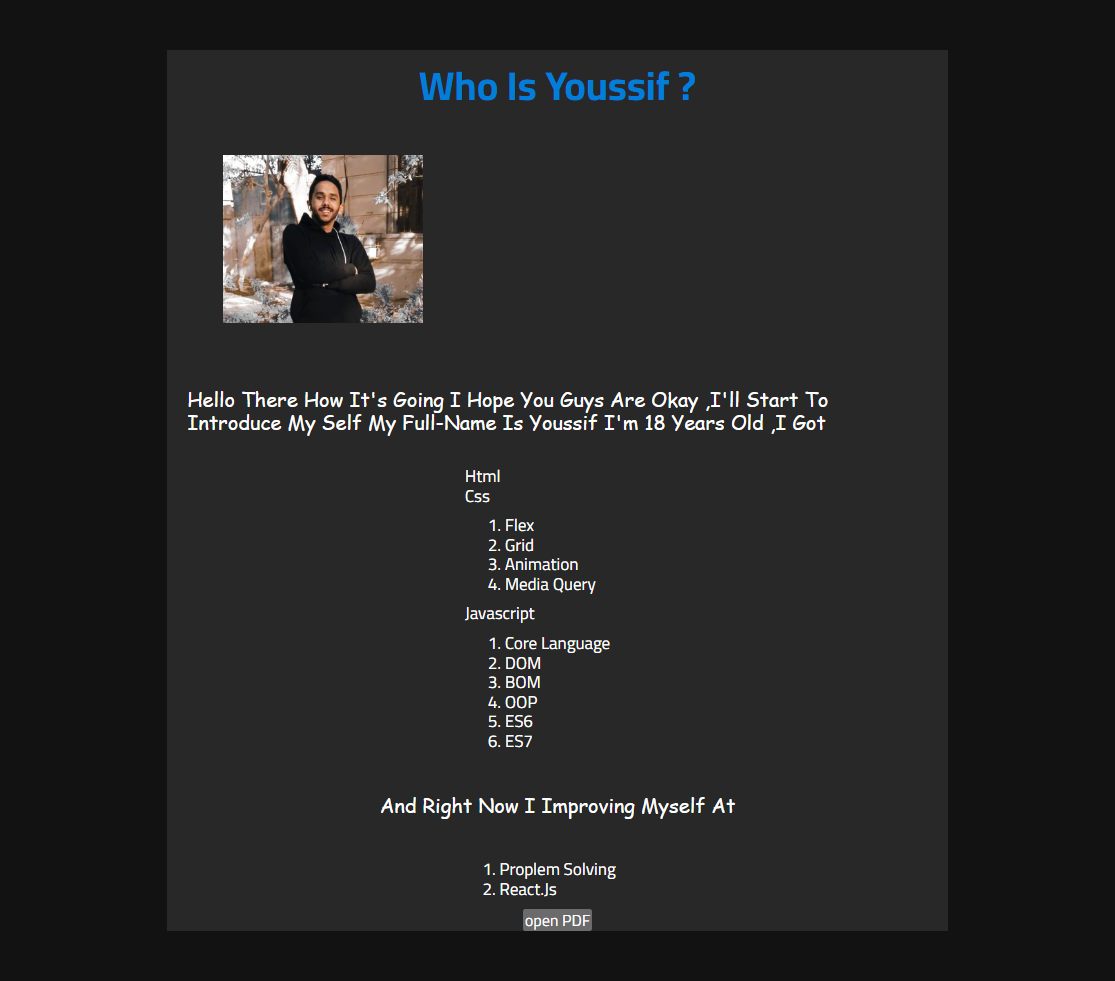 Who Is Youssif ?
Hello There How It's Going I Hope You Guys Are Okay ,I'll Start To
Introduce My Self My Full-Name Is Youssif I'm 18 Years Old ,I Got
Html
Css
1. Flex
2. Grid
3. Animation
4. Media Query
Javascript
1. Core Language
2. DOM
3. BOM
4. OOP
5. ES6
6. ES7
And Right Now I Improving Myself At
1. Proplem Solving
2. React.Js
open PDF